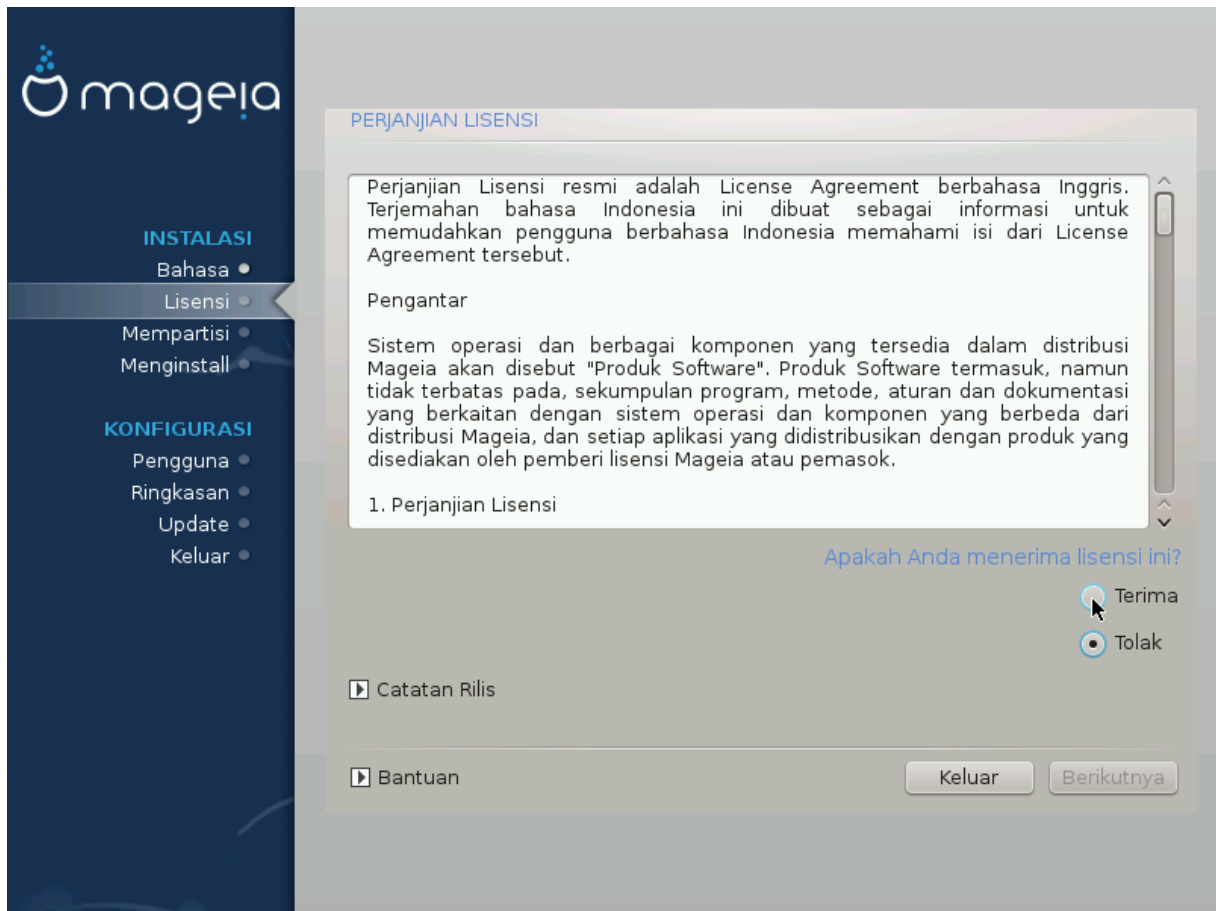 mageia
INSTALASI
Bahasa
Lisensi
Mempartisi
Menginstall
KONFIGURASI
Pengguna
Ringkasan
Update
Keluar
PERJANJIAN LISENSI
Perjanjian Lisensi resmi adalah License Agreement berbahasa Inggris.
Terjemahan bahasa Indonesia ini dibuat sebagai informasi untuk
memudahkan pengguna berbahasa Indonesia memahami isi dari License
Agreement tersebut.
Pengantar
Sistem operasi dan berbagai komponen yang tersedia dalam distribusi
Mageia akan disebut "Produk Software". Produk Software termasuk, namun
tidak terbatas pada, sekumpulan program, metode, aturan dan dokumentasi
yang berkaitan dengan sistem operasi dan komponen yang berbeda dari
distribusi Mageia, dan setiap aplikasi yang didistribusikan dengan produk yang
disediakan oleh pemberi lisensi Mageia atau pemasok.
1. Perjanjian Lisensi
Apakah Anda menerima lisensi ini?
Terima
Tolak
Catatan Rilis
Bantuan
Keluar
Berikutnya